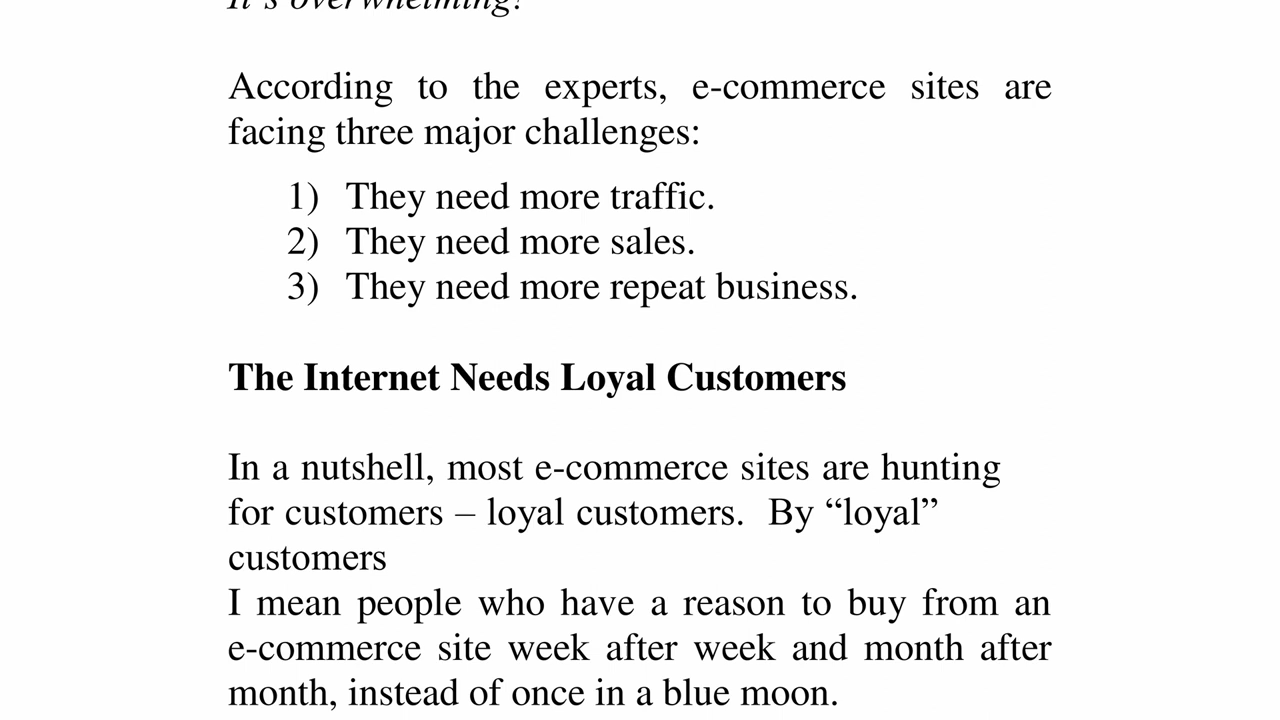 It's overwhelming!
According to the experts, e-commerce sites are
facing three major challenges:
1) They need more traffic.
2) They need more sales.
3) They need more repeat business.
The Internet Needs Loyal Customers
In a nutshell, most e-commerce sites are hunting
for customers – loyal customers. By “loyal”
customers
I mean people who have a reason to buy from an
e-commerce site week after week and month after
month, instead of once in a blue moon.